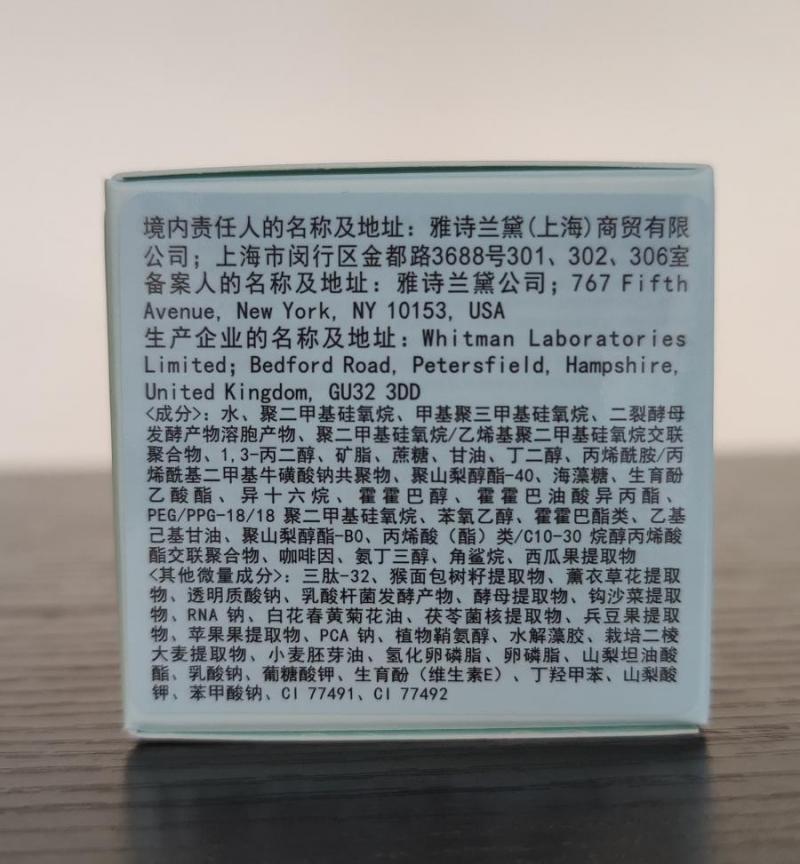 境内责任人的名称及地址：雅诗兰黛(上海)商贸有限
公司；上海市闵行区金都路3688号301、302、306室
备案人的名称及地址：雅诗兰黛公司；767 Fifth
Avenue, New York, NY 10153, USA
生产企业的名称及地址：Whitman Laboratories
Limited; Bedford Road, Petersfield, Hampshire,
United Kingdom, GU32 3DD
<成分>：水、聚二甲基硅氧烷、甲基聚三甲基硅氧烷、二裂酵母
发酵产物溶胞产物、聚二甲基硅氧烷/乙烯基聚二甲基硅氧烷交联
聚合物、1,3-丙二醇、矿脂、蔗糖、甘油、丁二醇、丙烯酰胺/丙
烯酰基二甲基牛磺酸钠共聚物、聚山梨醇酯-40、海藻糖、生育酚
乙酸酯、异十六烷、霍霍巴醇、霍霍巴油酸异丙酯、
PEG/PPG-18/18 聚二甲基硅氧烷、苯氧乙醇、霍霍巴酯类、乙基
己基甘油、聚山梨醇酯-80、丙烯酸（酯）类/C10-30 烷醇丙烯酸
酯交联聚合物、咖啡因、氨丁三醇、角鲨烷、西瓜果提取物
<其他微量成分>：三肽-32、猴面包树籽提取物、薰衣草花提取
物、透明质酸钠、乳酸杆菌发酵产物、酵母提取物、钩沙菜提取
物、RNA 钠、白花春黄菊花油、茯苓菌核提取物、兵豆果提取
物、苹果果提取物、PCA 钠、植物鞘氨醇、水解藻胶、栽培二棱
大麦提取物、小麦胚芽油、氢化卵磷脂、卵磷脂、山梨坦油酸
酯、乳酸钠、葡糖酸钾、生育酚（维生素E）、丁羟甲苯、山梨酸
钾、苯甲酸钠、CI 77491、CI 77492